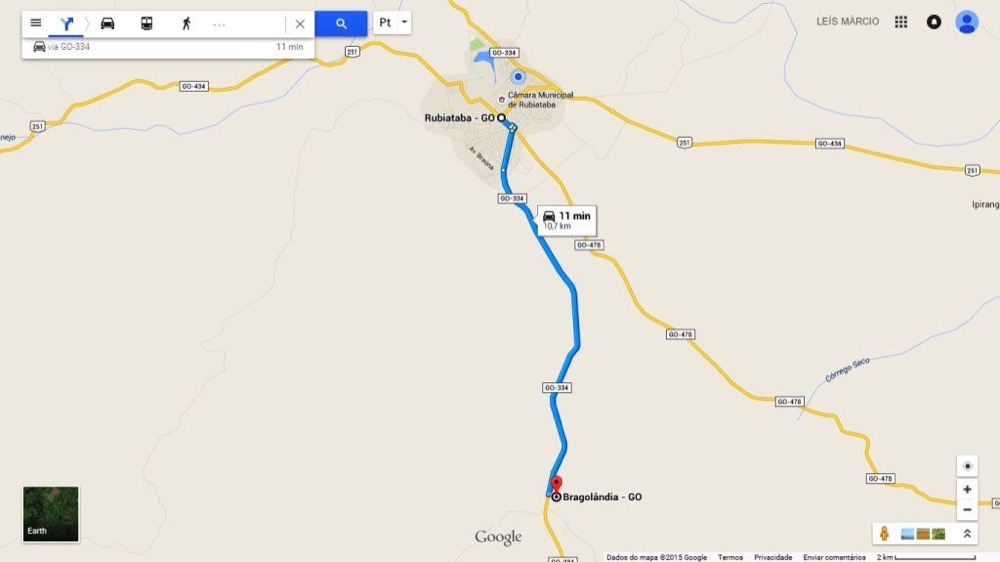 Pt
LEÍS MÁRCIO
via GO-334
11 min
251
GO-334
GO-434
Câmara Municipal
de Rubiataba
Rubiataba - GO
251
nejo
251
GO-434
Av. Braúna
251
GO-334
Ipirang
11 min
10,7 km
GO-478
GO-478
Córrego Seco
GO-334
GO-478
GO-478
Bragolândia - GO
Earth
Google
GO-334
Dados do mapa ©2015 Google
Termos
Privacidade
Enviar comentários
2 km